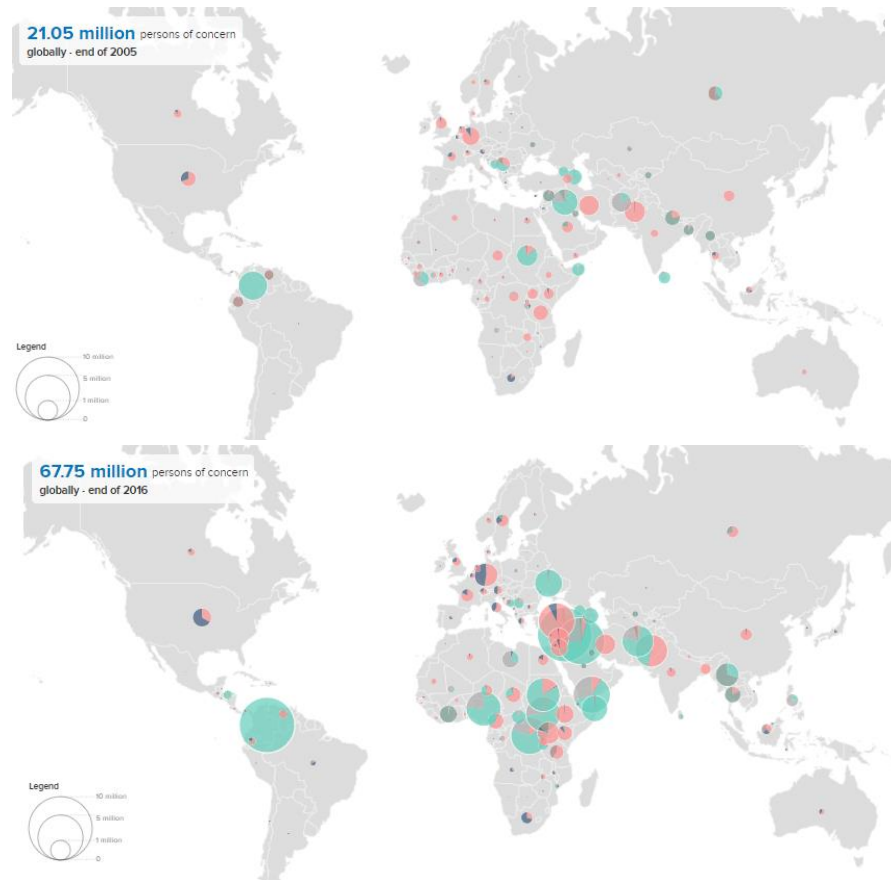 21.05 million persons of concern
globally - end of 2005
Legend
10 million
5 million
1 million
0
67.75 million persons of concern
globally - end of 2016
Legend
10 million
5 million
1 million
0